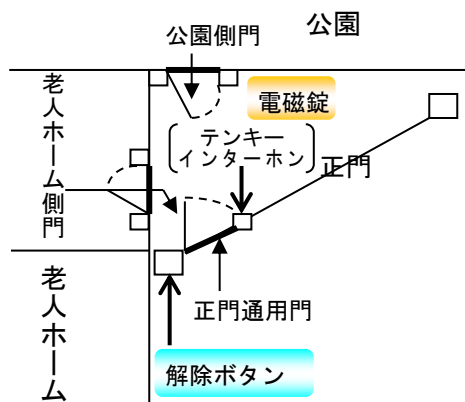 公園
公園側門
電磁錠
テンキー
インターホン
正門
老人ホーム側門
正門通用門
老人ホーム
解除ボタン